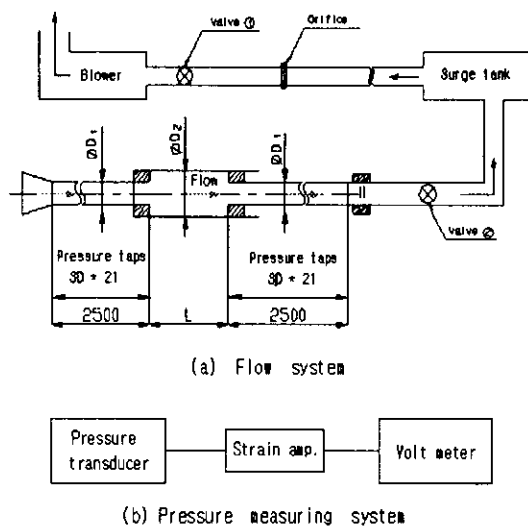 Valve ①
Orifice
Blower
Surge tank
ØD₁
ØD₂
ØD₁
Flow
Valve ②
Pressure taps
3D * 21
Pressure taps
3D * 21
2500
L
2500
(a) Flow system
Pressure
transducer
Strain amp.
Volt meter
(b) Pressure measuring system